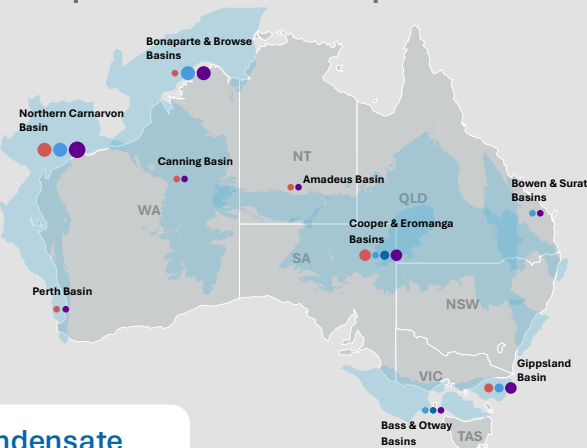 Bonaparte & Browse
Basins
Northern Carnarvon
Basin
Canning Basin
NT
Amadeus Basin
WA
QLD
Bowen & Surat
Basins
Cooper & Eromanga
Basins
SA
Perth Basin
NSW
VIC
Gippsland
Basin
Bass & Otway
Basins
TAS
ndensate